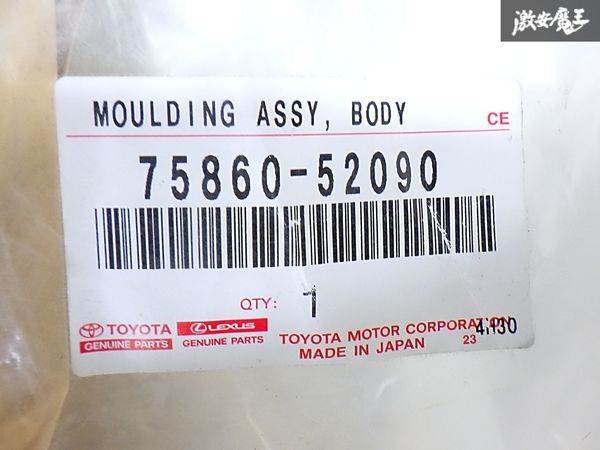 激安魔王
MOULDING ASSY, BODY CE
75860-52090
QTY: 1
TOYOTA LEXUS TOYOTA MOTOR CORPORATION
GENUINE PARTS GENUINE PARTS MADE IN JAPAN 23 4.130